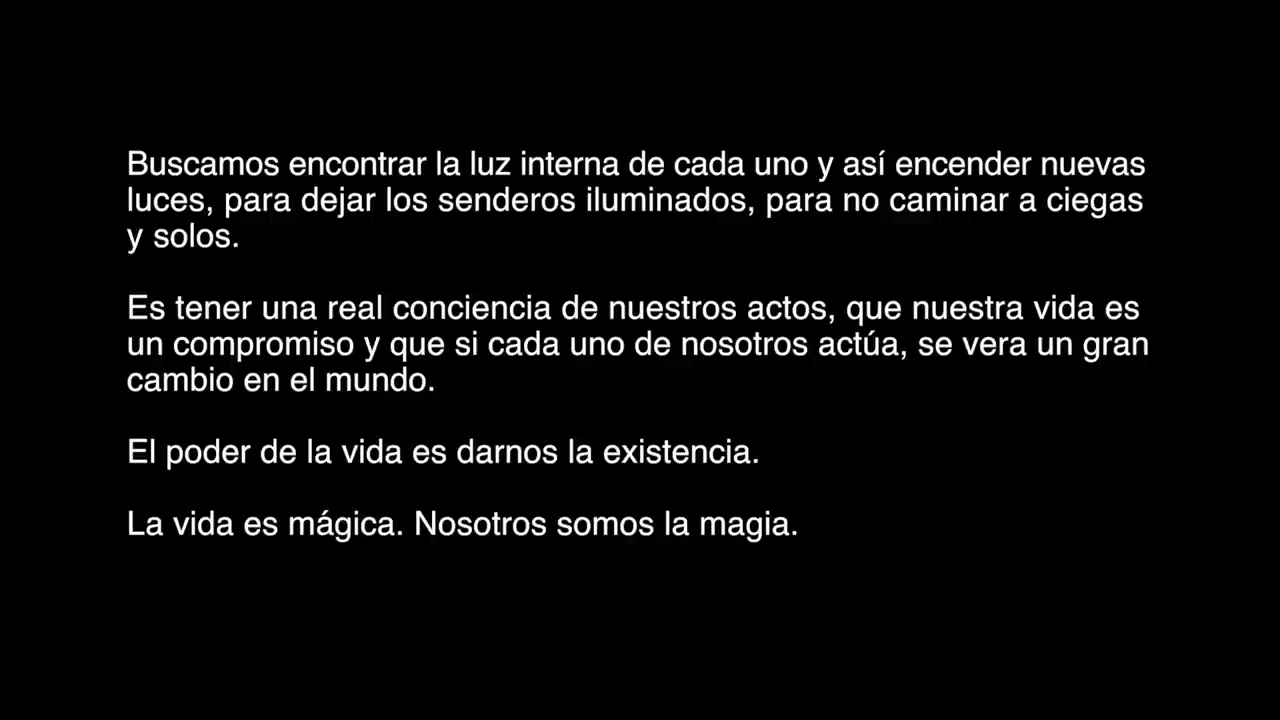 Buscamos encontrar la luz interna de cada uno y así encender nuevas
luces, para dejar los senderos iluminados, para no caminar a ciegas
y solos.
Es tener una real conciencia de nuestros actos, que nuestra vida es
un compromiso y que si cada uno de nosotros actúa, se vera un gran
cambio en el mundo.
El poder de la vida es darnos la existencia.
La vida es mágica. Nosotros somos la magia.